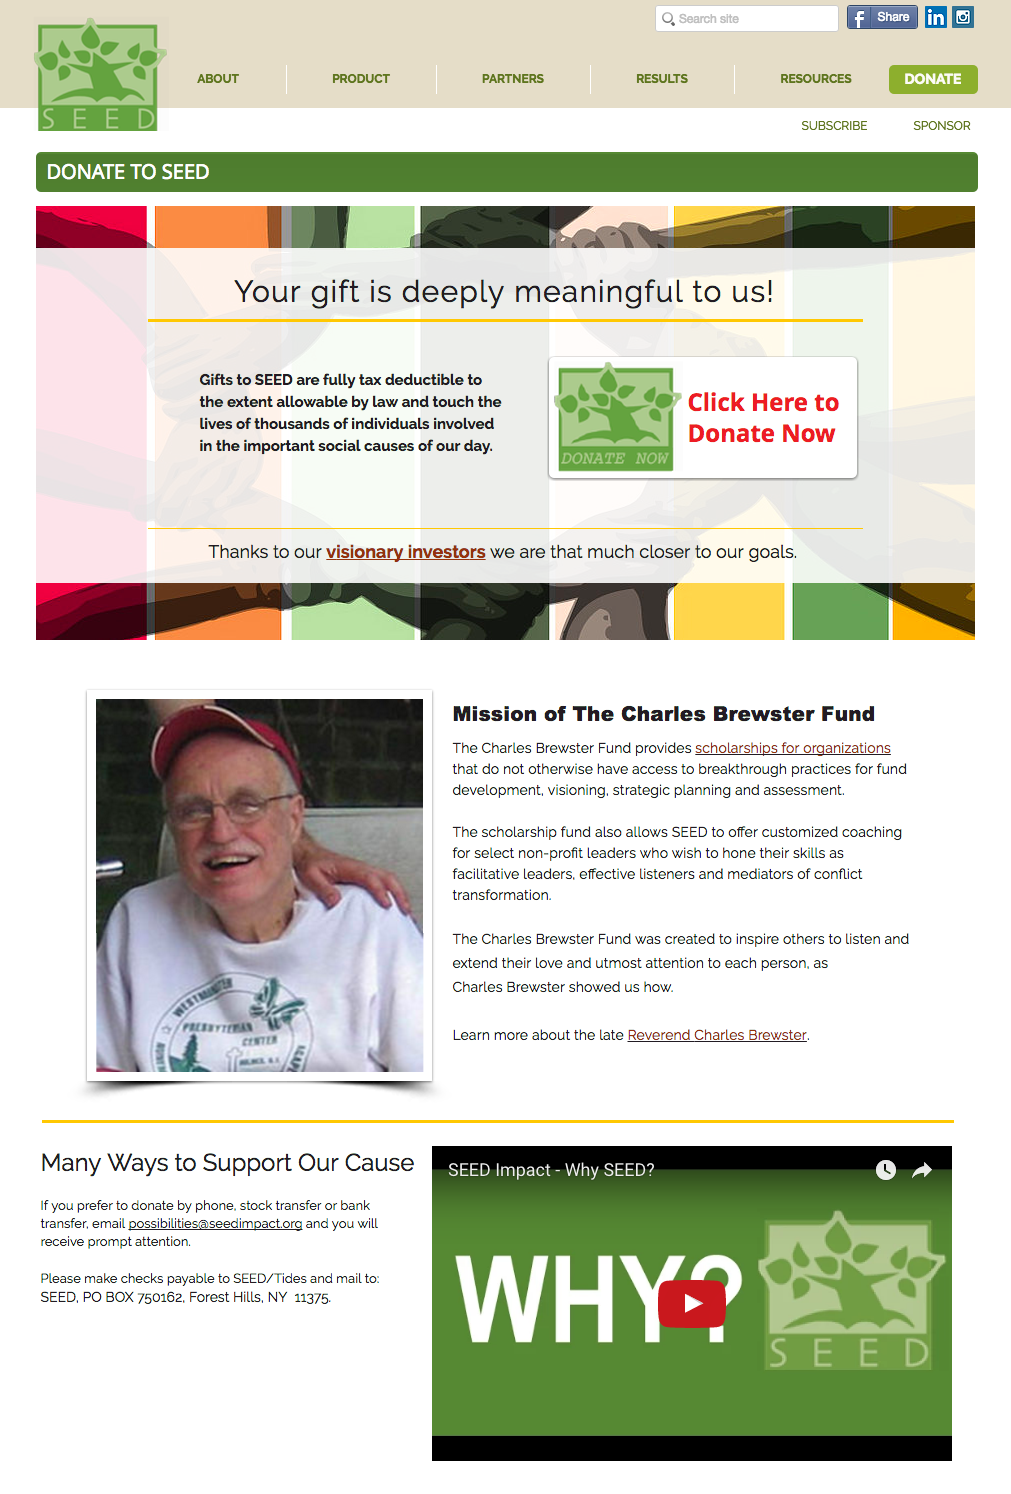 Search site
Share
SEED
ABOUT
PRODUCT
PARTNERS
RESULTS
RESOURCES
DONATE
SUBSCRIBE
SPONSOR
DONATE TO SEED
Your gift is deeply meaningful to us!
Gifts to SEED are fully tax deductible to
the extent allowable by law and touch the
lives of thousands of individuals involved
in the important social causes of our day.
DONATE NOW
Click Here to
Donate Now
Thanks to our visionary investors we are that much closer to our goals.
WESTMINSTER
PRESBYTERIAN
CENTER
Mission of The Charles Brewster Fund
The Charles Brewster Fund provides scholarships for organizations
that do not otherwise have access to breakthrough practices for fund
development, visioning, strategic planning and assessment.
The scholarship fund also allows SEED to offer customized coaching
for select non-profit leaders who wish to hone their skills as
facilitative leaders, effective listeners and mediators of conflict
transformation.
The Charles Brewster Fund was created to inspire others to listen and
extend their love and utmost attention to each person, as
Charles Brewster showed us how.
Learn more about the late Reverend Charles Brewster.
Many Ways to Support Our Cause
If you prefer to donate by phone, stock transfer or bank
transfer, email possibilities@seedimpact.org and you will
receive prompt attention.
Please make checks payable to SEED/Tides and mail to:
SEED, PO BOX 750162, Forest Hills, NY 11375.
SEED Impact - Why SEED?
WHY?
SEED